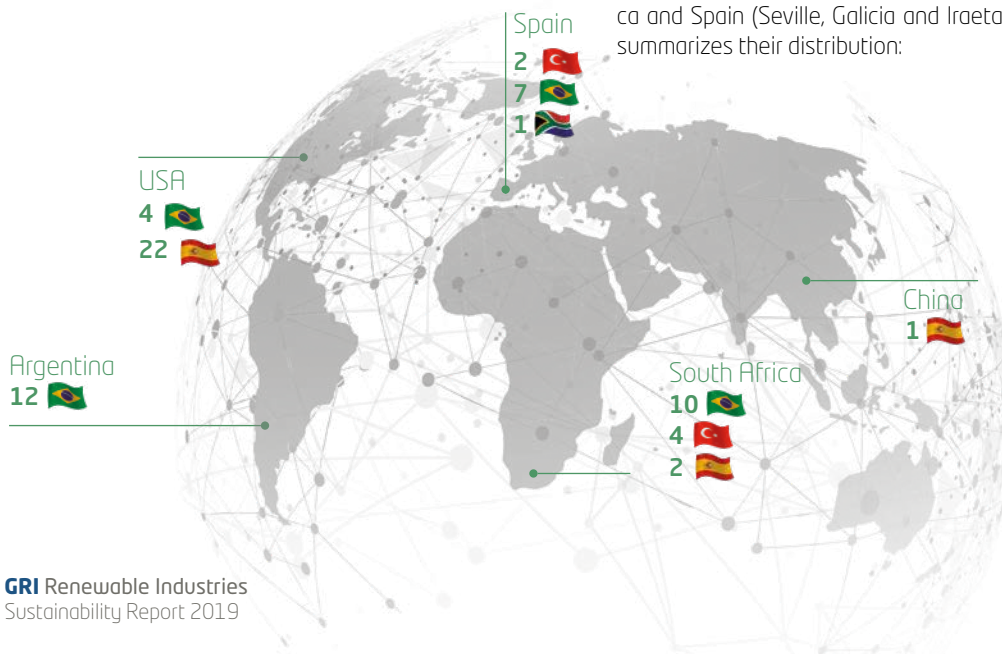 ca and Spain (Seville, Galicia and Iraeta
summarizes their distribution:
Spain
2
7
1
USA
4
22
China
1
Argentina
12
South Africa
10
4
2
GRI Renewable Industries
Sustainability Report 2019